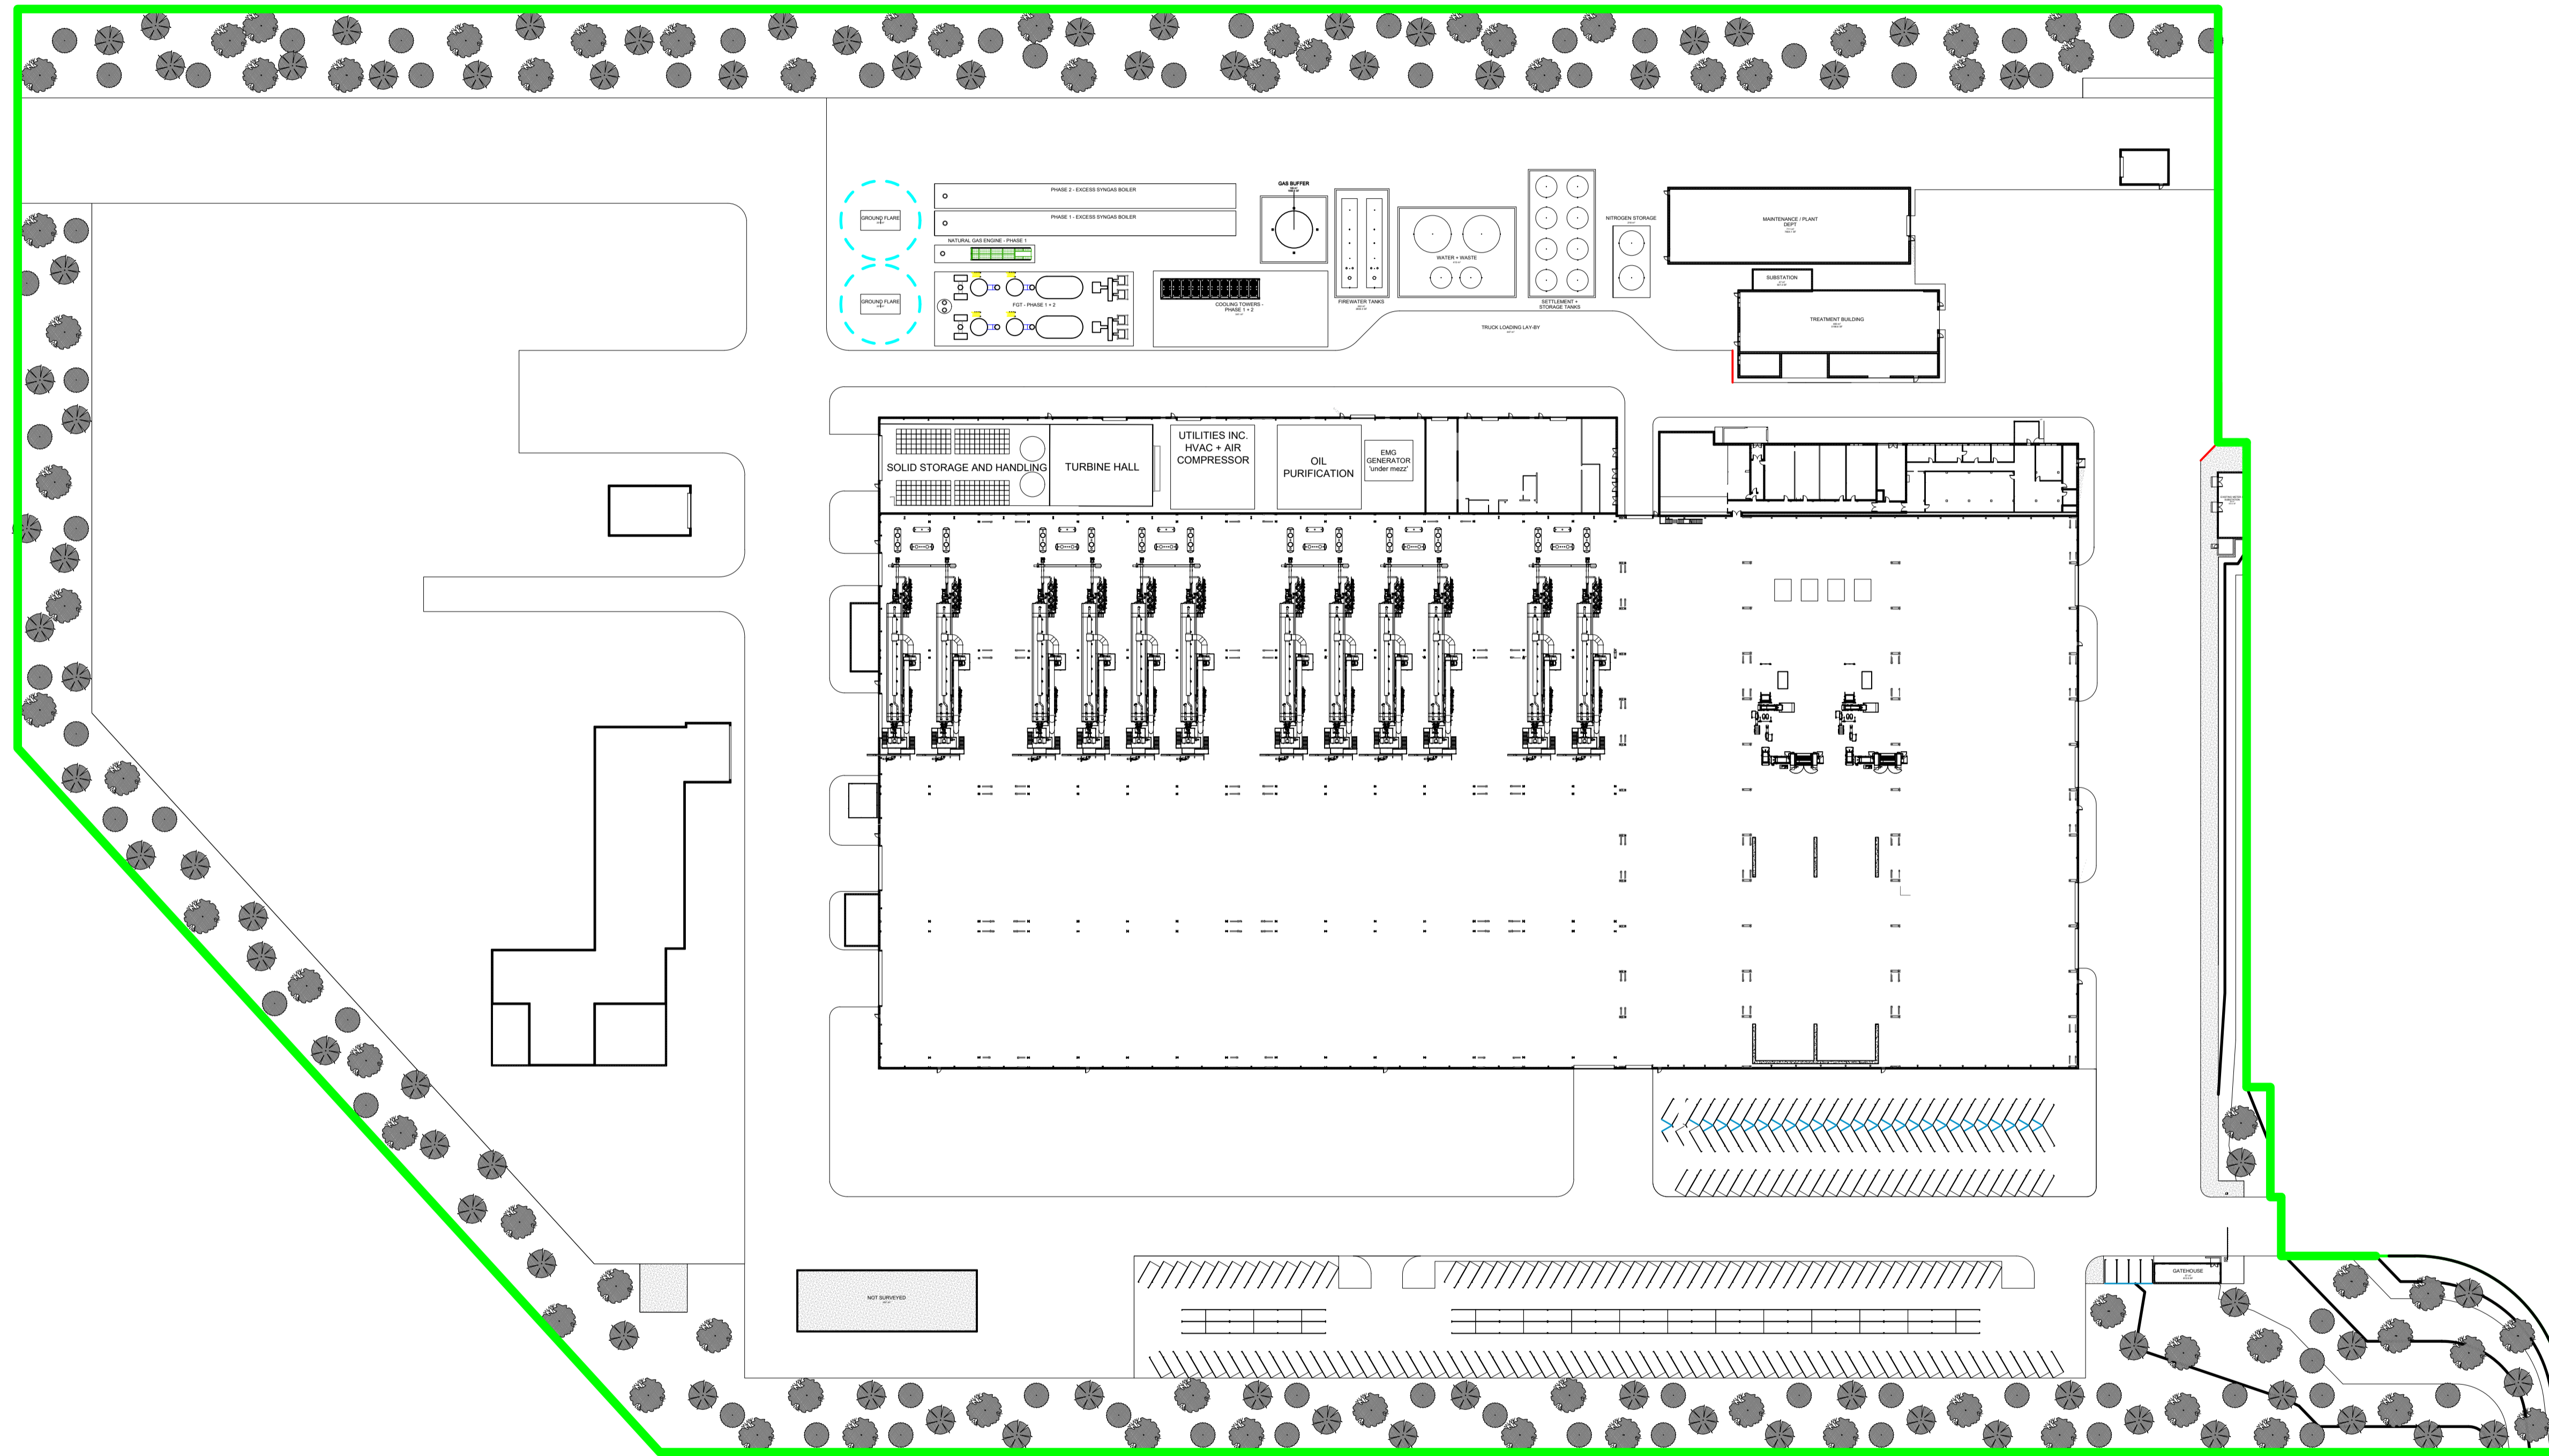 PHASE 2 - EXCESS SYNGAS BOILER
GROUND FLARE
PHASE 1 - EXCESS SYNGAS BOILER
NATURAL GAS ENGINE - PHASE 1
GROUND FLARE
FGT - PHASE 1 + 2
COOLING TOWERS -
PHASE 1 + 2
GAS BUFFER
FIREWATER TANKS
WATER + WASTE
SETTLEMENT +
STORAGE TANKS
NITROGEN STORAGE
MAINTENANCE / PLANT
DEPT
SUBSTATION
TREATMENT BUILDING
TRUCK LOADING LAY-BY
SOLID STORAGE AND HANDLING
TURBINE HALL
UTILITIES INC.
HVAC + AIR
COMPRESSOR
OIL
PURIFICATION
EMG
GENERATOR
'under mezz'
NOT SURVEYED
GATEHOUSE